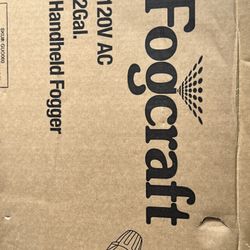 Fogcraft
120V AC
2Gal.
Handheld Fogger